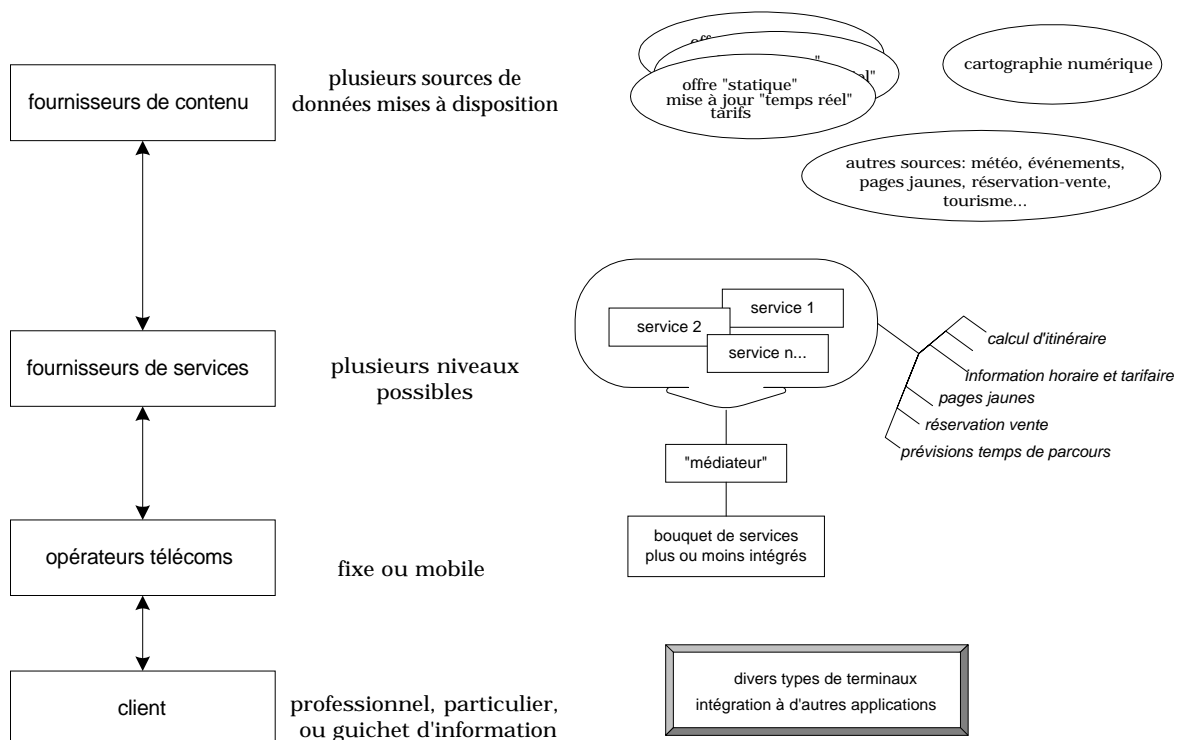 fournisseurs de contenu
plusieurs sources de
données mises à disposition
offre "statique"
mise à jour "temps réel"
tarifs
cartographie numérique
autres sources: météo, événements,
pages jaunes, réservation-vente,
tourisme...
fournisseurs de services
plusieurs niveaux
possibles
service 1
service 2
service n...
calcul d'itinéraire
information horaire et tarifaire
pages jaunes
réservation vente
prévisions temps de parcours
"médiateur"
bouquet de services
plus ou moins intégrés
opérateurs télécoms
fixe ou mobile
client
professionnel, particulier,
ou guichet d'information
divers types de terminaux
intégration à d'autres applications